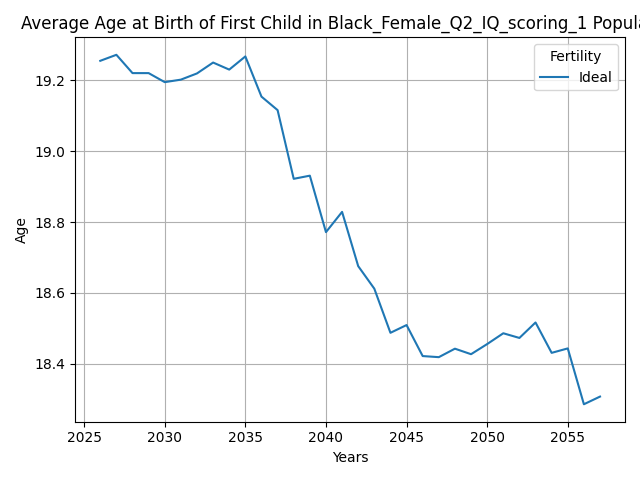 Average Age at Birth of First Child in Black_Female_Q2_IQ_scoring_1 Popula
Fertility
Ideal
19.2
19.0
18.8
18.6
18.4
Age
2025 2030 2035 2040 2045 2050 2055
Years